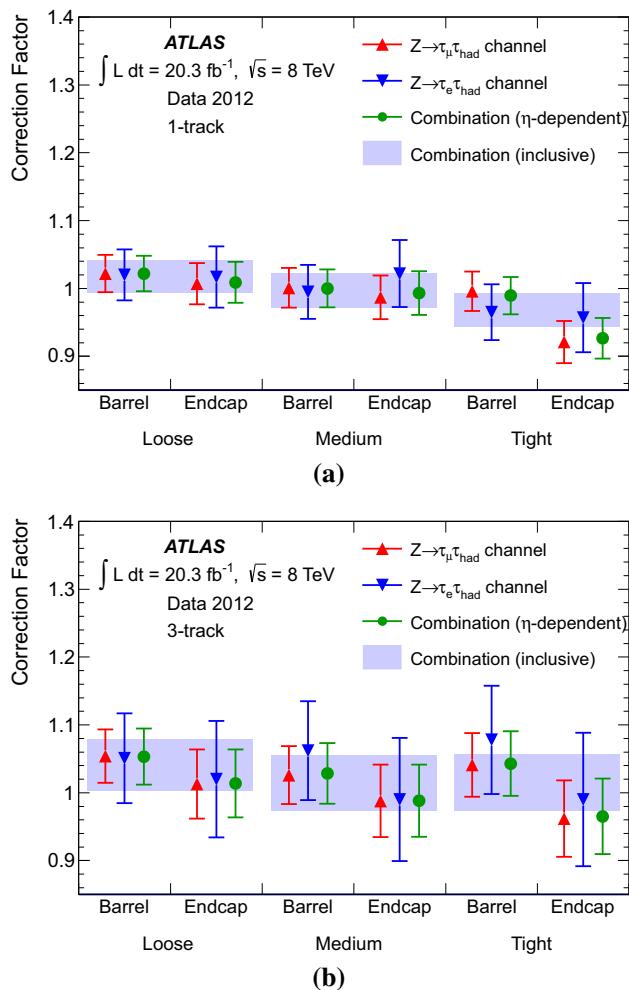 Correction Factor
1.4
1.3
1.2
1.1
1
0.9
ATLAS
∫ L dt = 20.3 fb⁻¹, √s = 8 TeV
Data 2012
1-track
Z→τ_μτ_had channel
Z→τ_eτ_had channel
Combination (η-dependent)
Combination (inclusive)
Barrel Endcap Barrel Endcap Barrel Endcap
Loose Medium Tight
(a)
Correction Factor
1.4
1.3
1.2
1.1
1
0.9
ATLAS
∫ L dt = 20.3 fb⁻¹, √s = 8 TeV
Data 2012
3-track
Z→τ_μτ_had channel
Z→τ_eτ_had channel
Combination (η-dependent)
Combination (inclusive)
Barrel Endcap Barrel Endcap Barrel Endcap
Loose Medium Tight
(b)